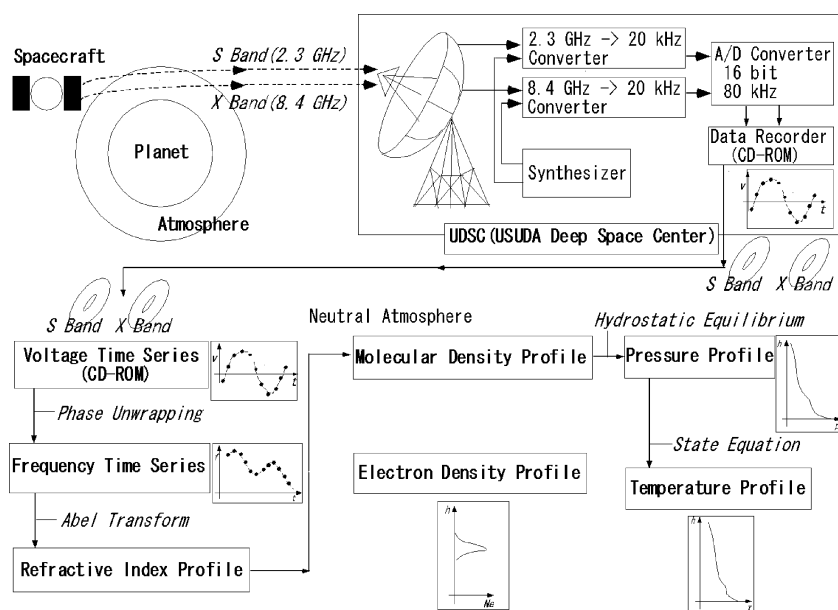 Spacecraft
S Band(2.3 GHz)
X Band(8.4 GHz)
Planet
Atmosphere
2.3 GHz -> 20 kHz
Converter
8.4 GHz -> 20 kHz
Converter
Synthesizer
A/D Converter
16 bit
80 kHz
Data Recorder
(CD-ROM)
v
t
UDSC(USUDA Deep Space Center)
S Band
X Band
S Band
X Band
Voltage Time Series
(CD-ROM)
v
t
Phase Unwrapping
Frequency Time Series
f
t
Abel Transform
Refractive Index Profile
Neutral Atmosphere
Molecular Density Profile
Hydrostatic Equilibrium
Pressure Profile
h
State Equation
Temperature Profile
h
T
Electron Density Profile
h
Ne